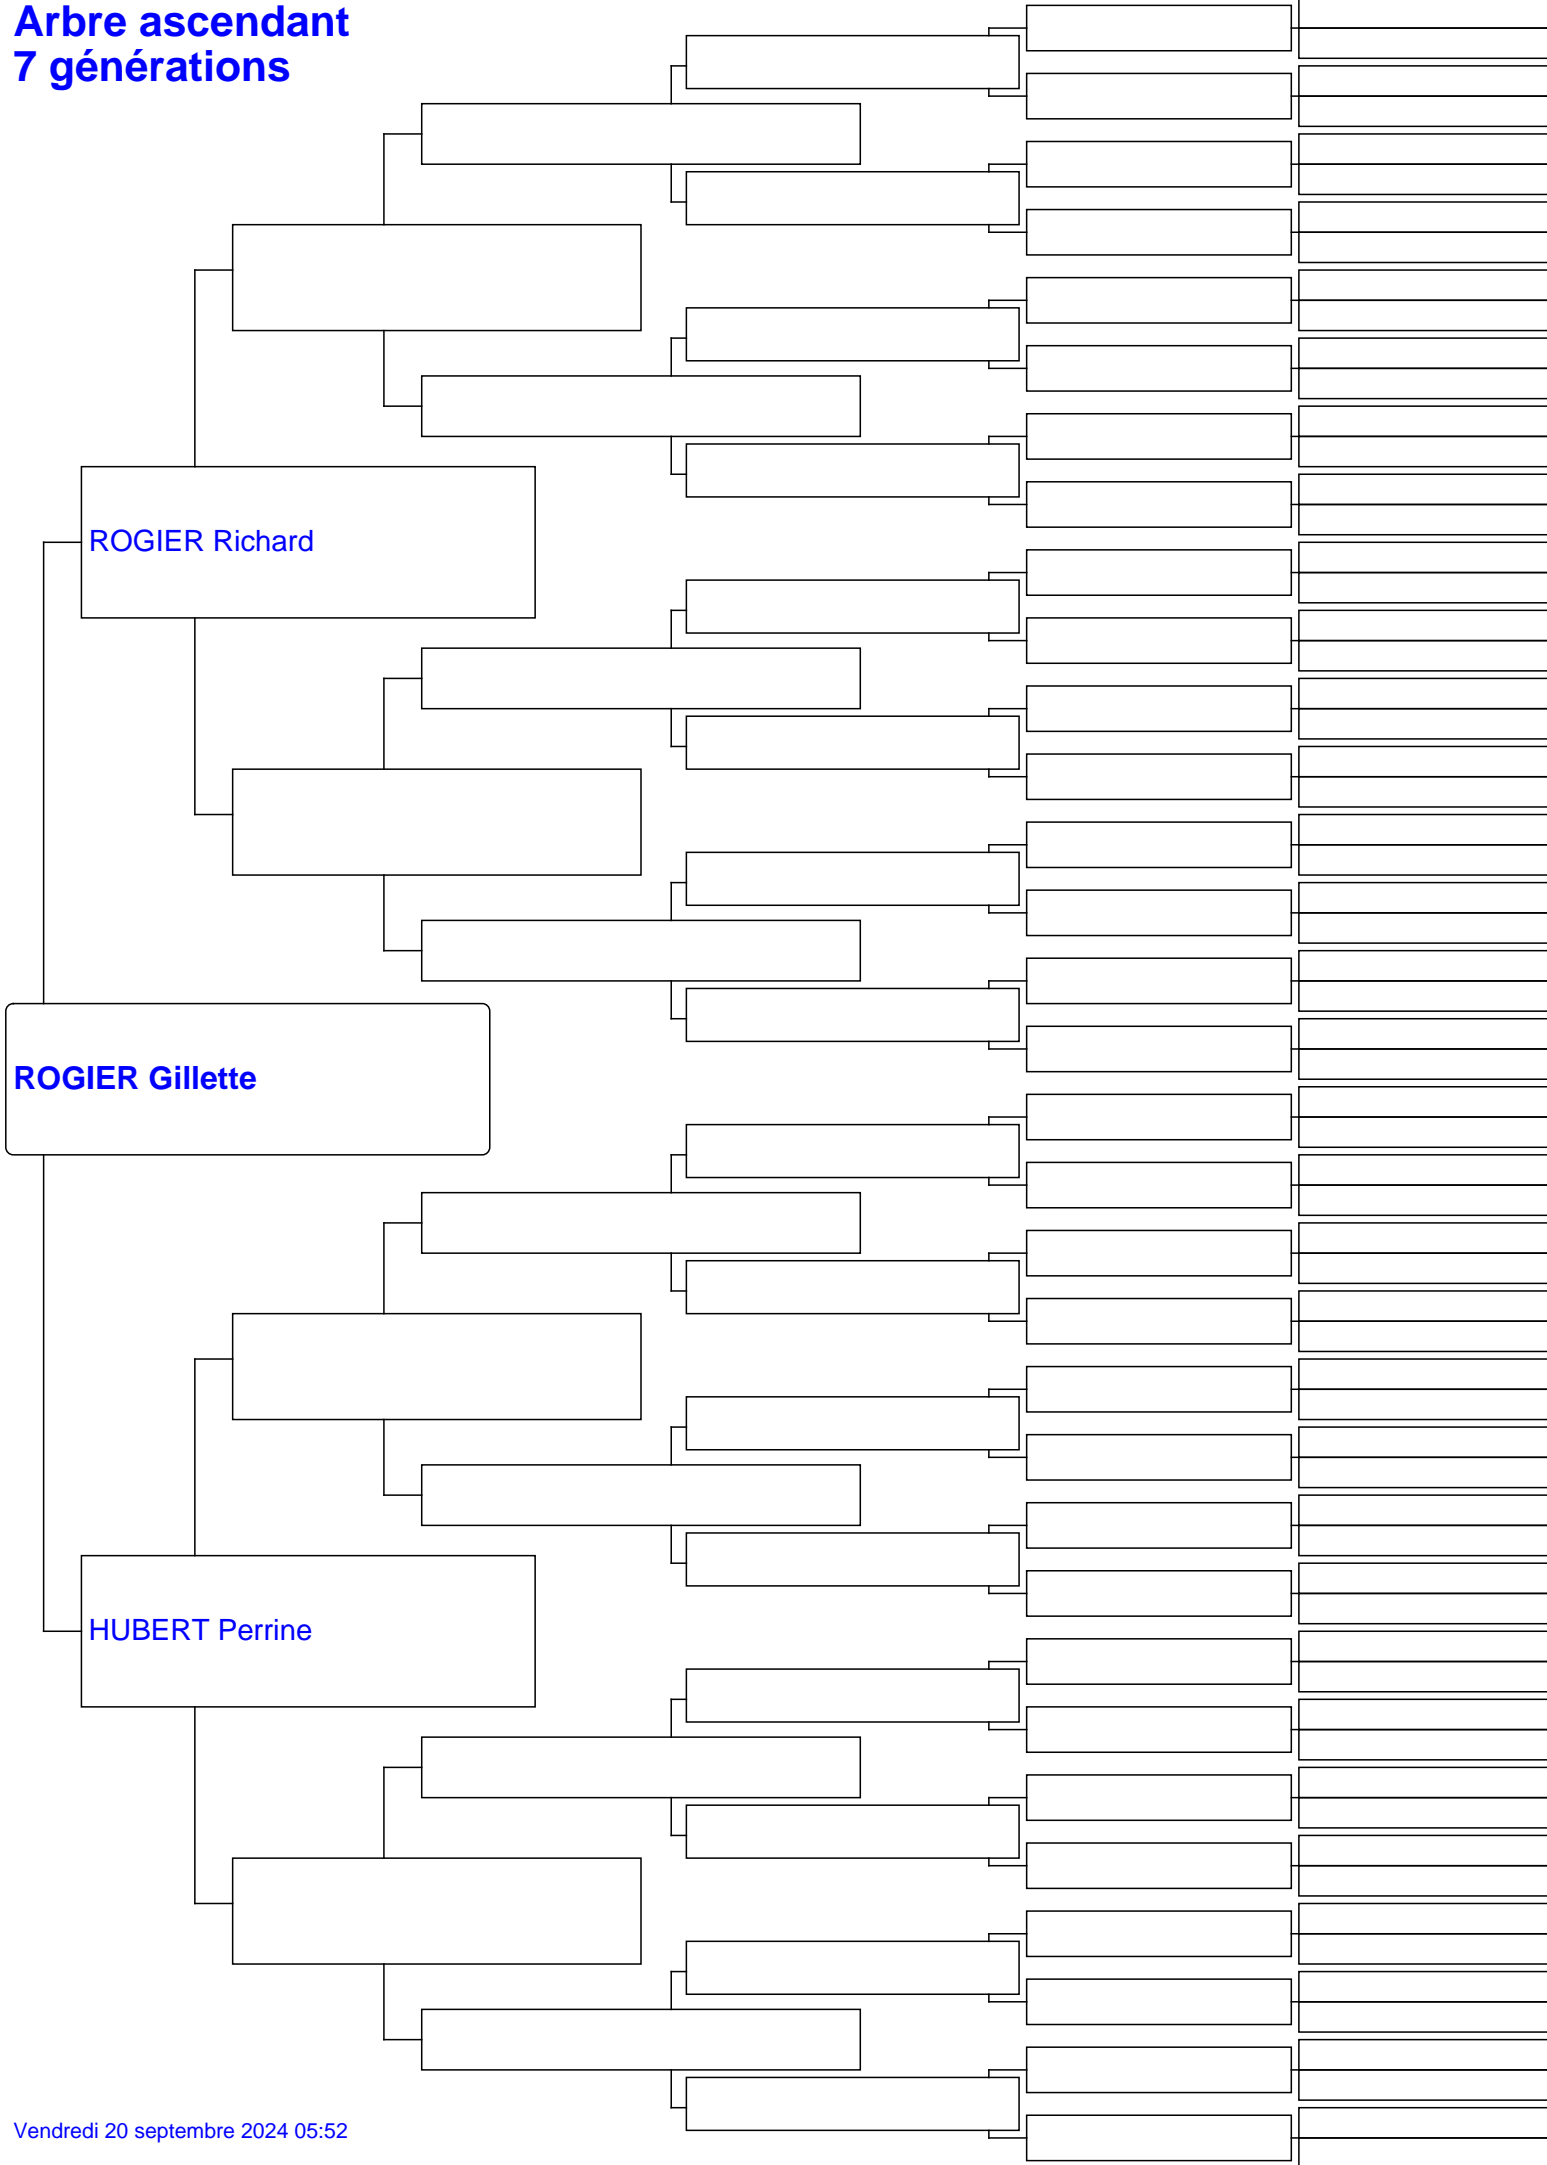 Arbre ascendant
7 générations
ROGIER Richard
ROGIER Gillette
HUBERT Perrine
Vendredi 20 septembre 2024 05:52